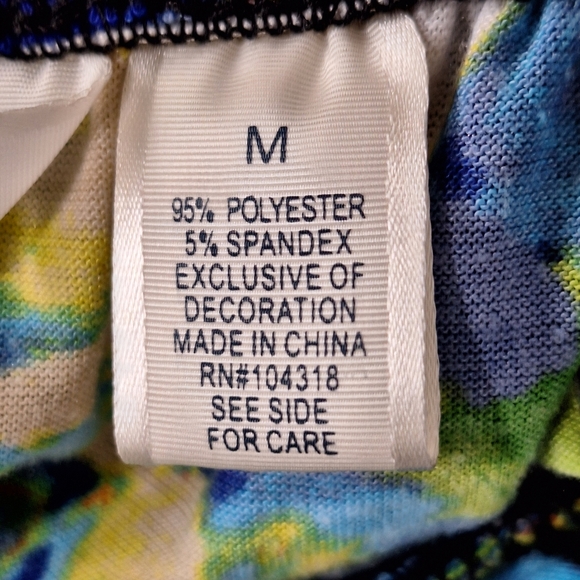 M
95% POLYESTER
5% SPANDEX
EXCLUSIVE OF
DECORATION
MADE IN CHINA
RN#104318
SEE SIDE
FOR CARE